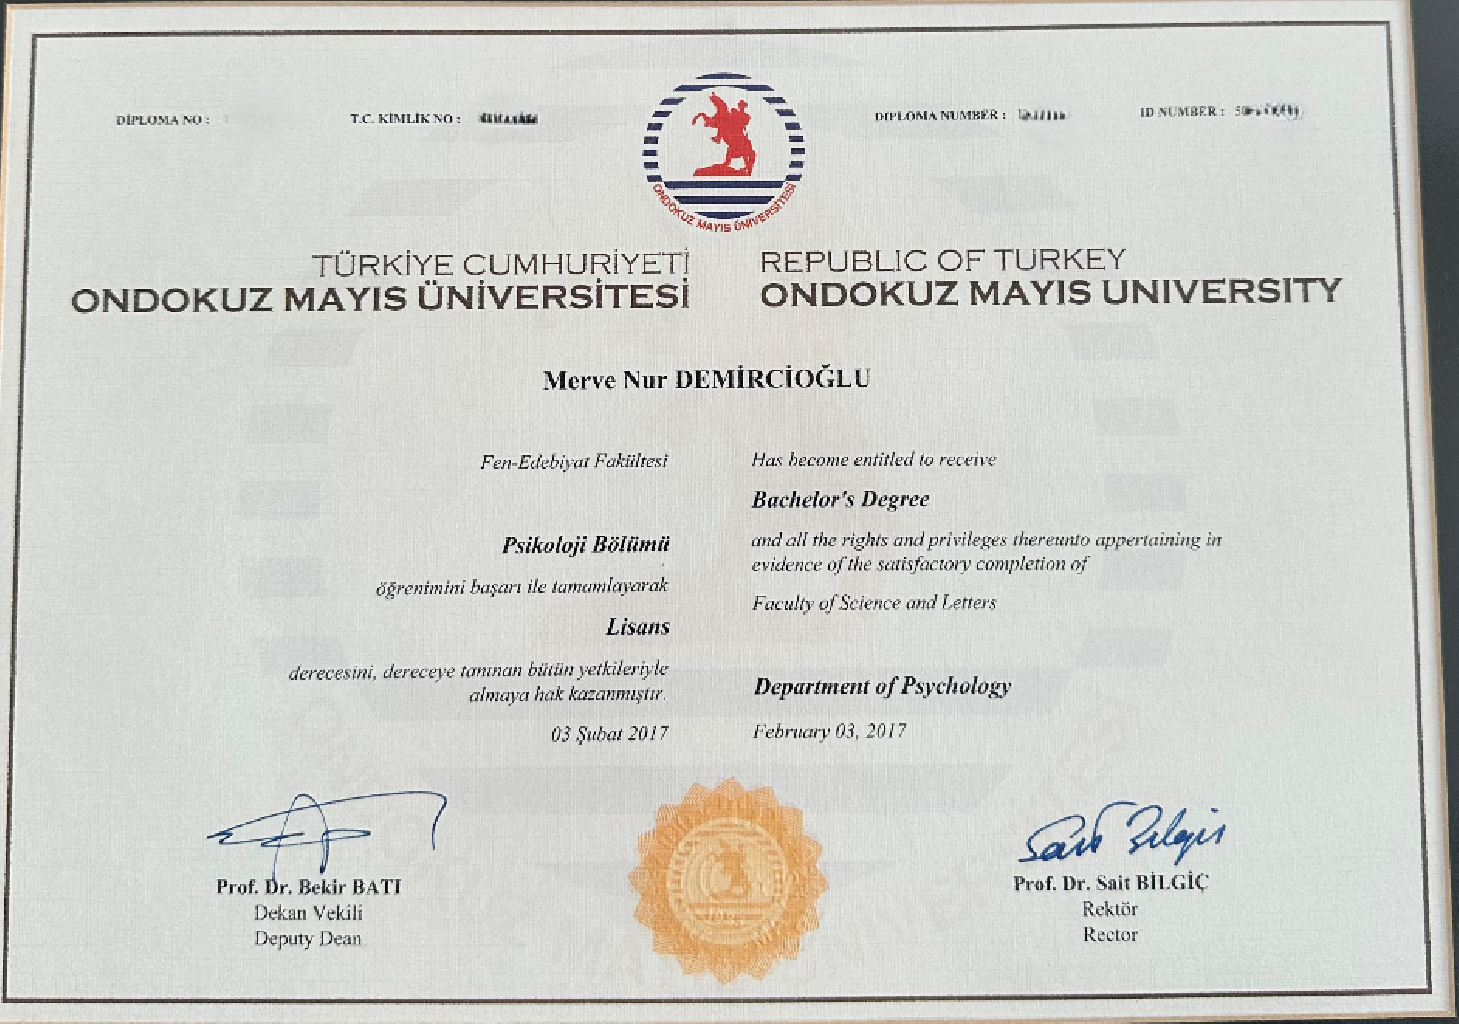 DİPLOMA NO :
T.C. KİMLİK NO :
DIPLOMA NUMBER :
ID NUMBER :
ONDOKUZ MAYIS ÜNİVERSİTESİ
TÜRKİYE CUMHURİYETİ
ONDOKUZ MAYIS ÜNİVERSİTESİ
REPUBLIC OF TURKEY
ONDOKUZ MAYIS UNIVERSITY
Merve Nur DEMİRCİOĞLU
Fen-Edebiyat Fakültesi
Psikoloji Bölümü
öğrenimini başarı ile tamamlayarak
Lisans
derecesini, dereceye tanınan bütün yetkileriyle
almaya hak kazanmıştır.
03 Şubat 2017
Has become entitled to receive
Bachelor's Degree
and all the rights and privileges thereunto appertaining in
evidence of the satisfactory completion of
Faculty of Science and Letters
Department of Psychology
February 03, 2017
Prof. Dr. Bekir BATI
Dekan Vekili
Deputy Dean
Sait Bilgiç
Prof. Dr. Sait BİLGİÇ
Rektör
Rector